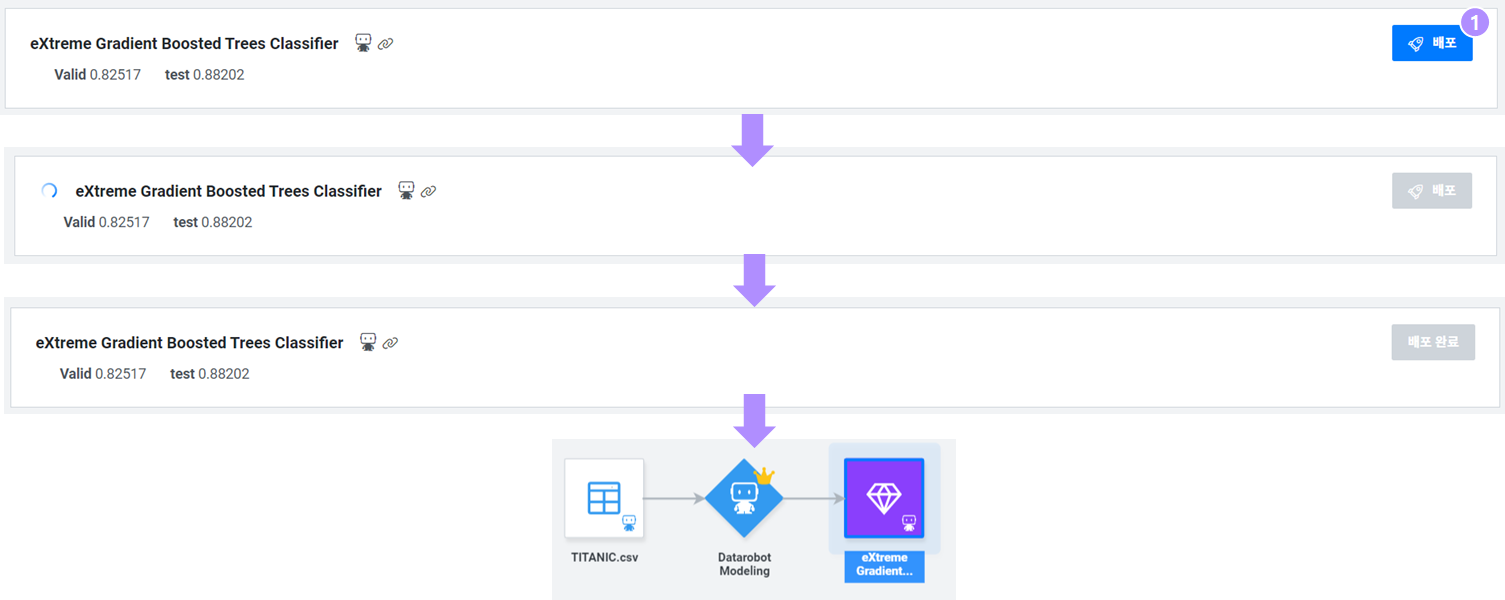 eXtreme Gradient Boosted Trees Classifier
배포
1
Valid 0.82517 test 0.88202
eXtreme Gradient Boosted Trees Classifier
배포
Valid 0.82517 test 0.88202
eXtreme Gradient Boosted Trees Classifier
배포 완료
Valid 0.82517 test 0.88202
TITANIC.csv
Datarobot
Modeling
eXtreme
Gradient...